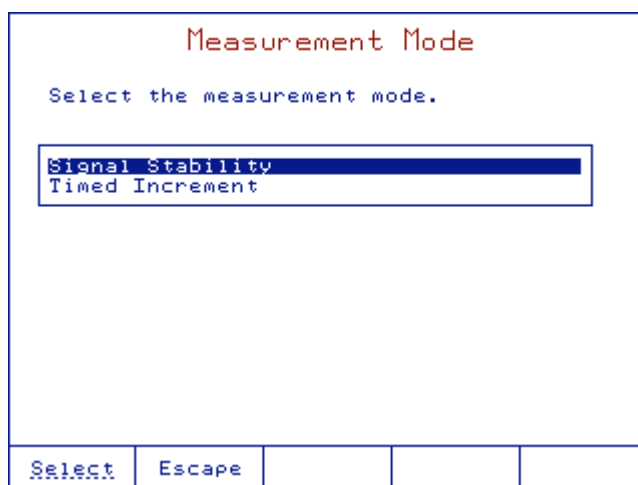 Measurement Mode
Select the measurement mode.
Signal Stability
Timed Increment
Select Escape